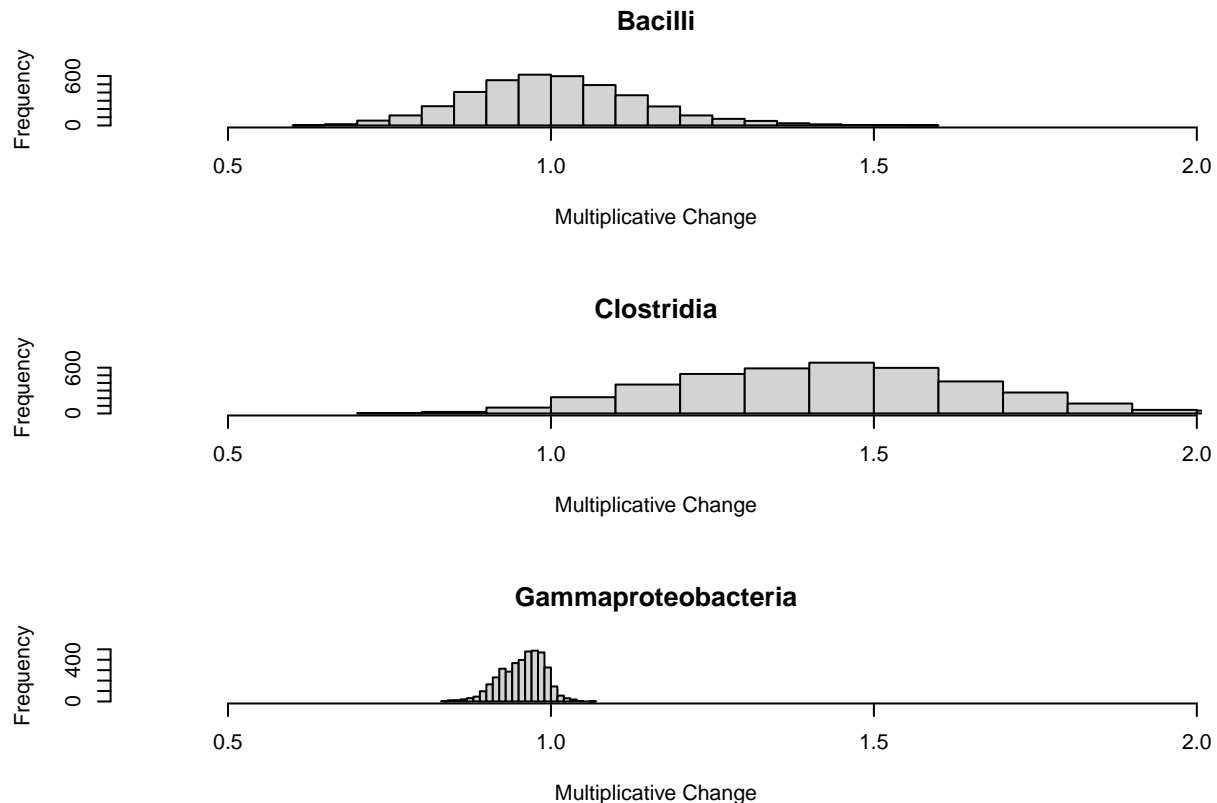 Bacilli
Frequency
600
0
0.5 1.0 1.5 2.0
Multiplicative Change
Clostridia
Frequency
600
0
0.5 1.0 1.5 2.0
Multiplicative Change
Gammaproteobacteria
Frequency
400
0
0.5 1.0 1.5 2.0
Multiplicative Change